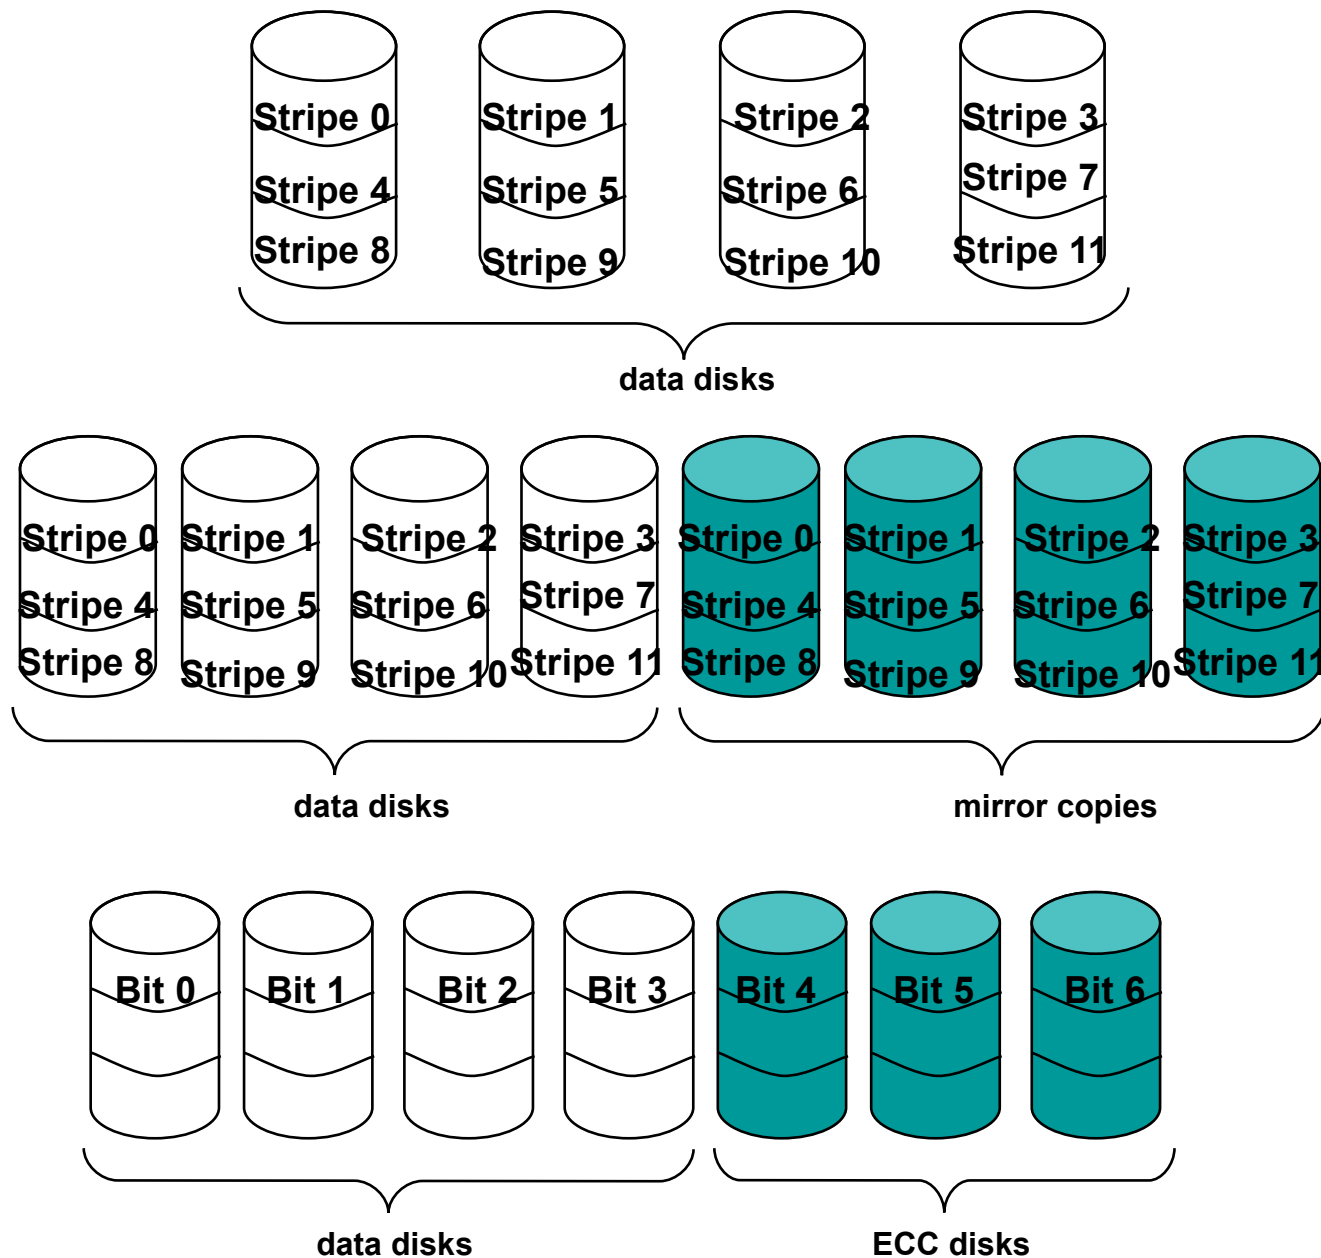 Stripe 0 Stripe 1 Stripe 2 Stripe 3
Stripe 4 Stripe 5 Stripe 6 Stripe 7
Stripe 8 Stripe 9 Stripe 10 Stripe 11
data disks
Stripe 0 Stripe 1 Stripe 2 Stripe 3 Stripe 0 Stripe 1 Stripe 2 Stripe 3
Stripe 4 Stripe 5 Stripe 6 Stripe 7 Stripe 4 Stripe 5 Stripe 6 Stripe 7
Stripe 8 Stripe 9 Stripe 10 Stripe 11 Stripe 8 Stripe 9 Stripe 10 Stripe 11
data disks mirror copies
Bit 0 Bit 1 Bit 2 Bit 3 Bit 4 Bit 5 Bit 6
data disks ECC disks